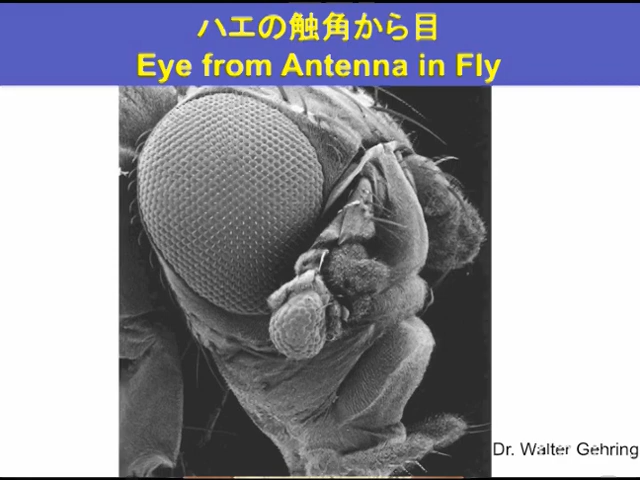 ハエの触角から目
Eye from Antenna in Fly
Dr. Walter Gehring